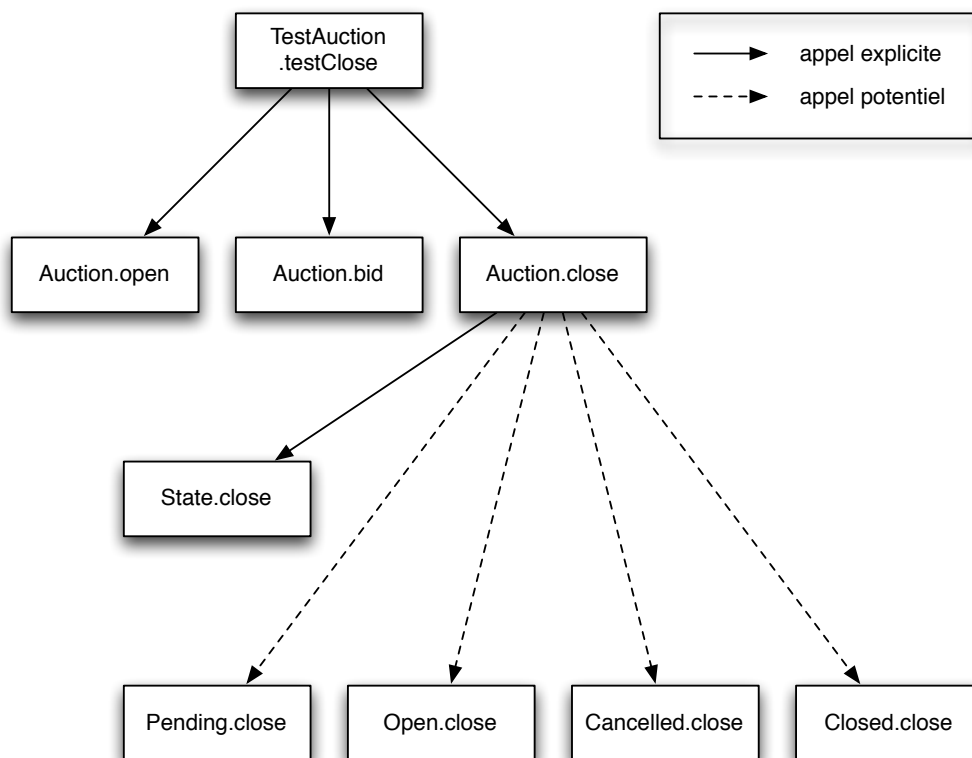 TestAuction
.testClose
appel explicite
appel potentiel
Auction.open
Auction.bid
Auction.close
State.close
Pending.close
Open.close
Cancelled.close
Closed.close